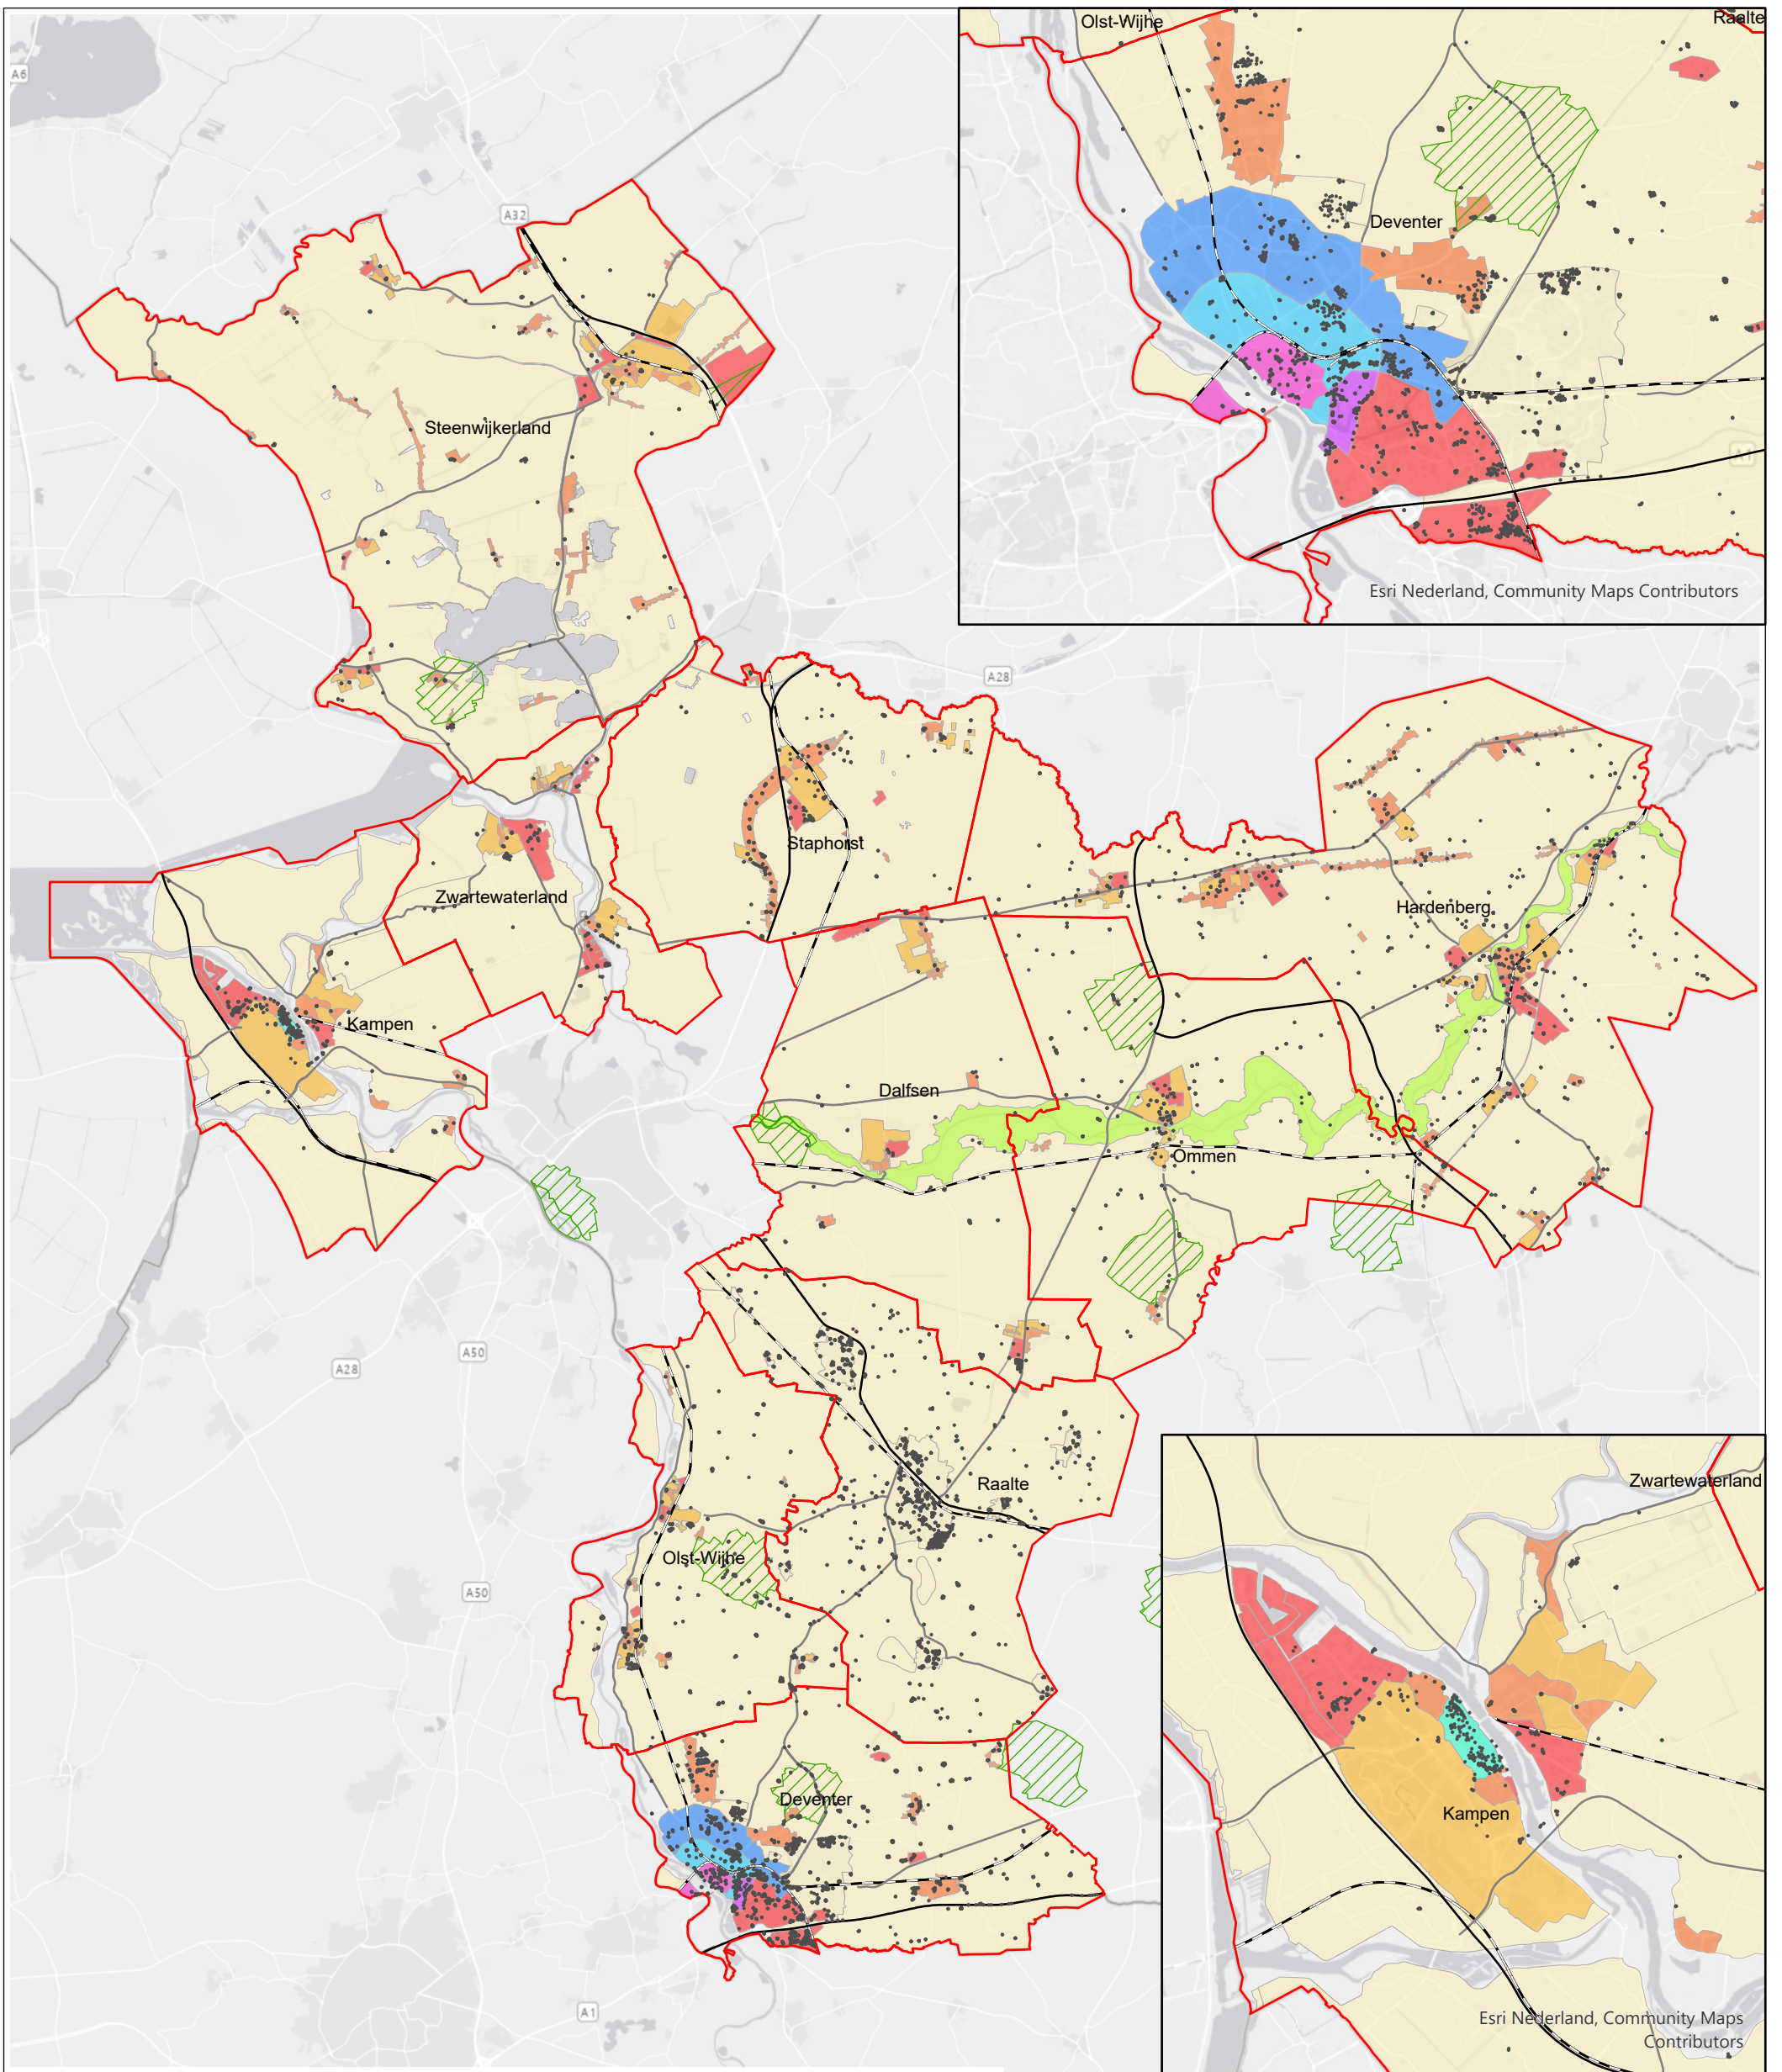 Olst-Wijhe
Raalte
A6
Deventer
A32
Steenwijkerland
A1
Esri Nederland, Community Maps Contributors
A28
Staphorst
Zwartewaterland
Hardenberg
Kampen
Dalfsen
Ommen
A50
A28
Raalte
Zwartewaterland
Olst-Wijhe
A50
Deventer
Kampen
A1
Esri Nederland, Community Maps
Contributors